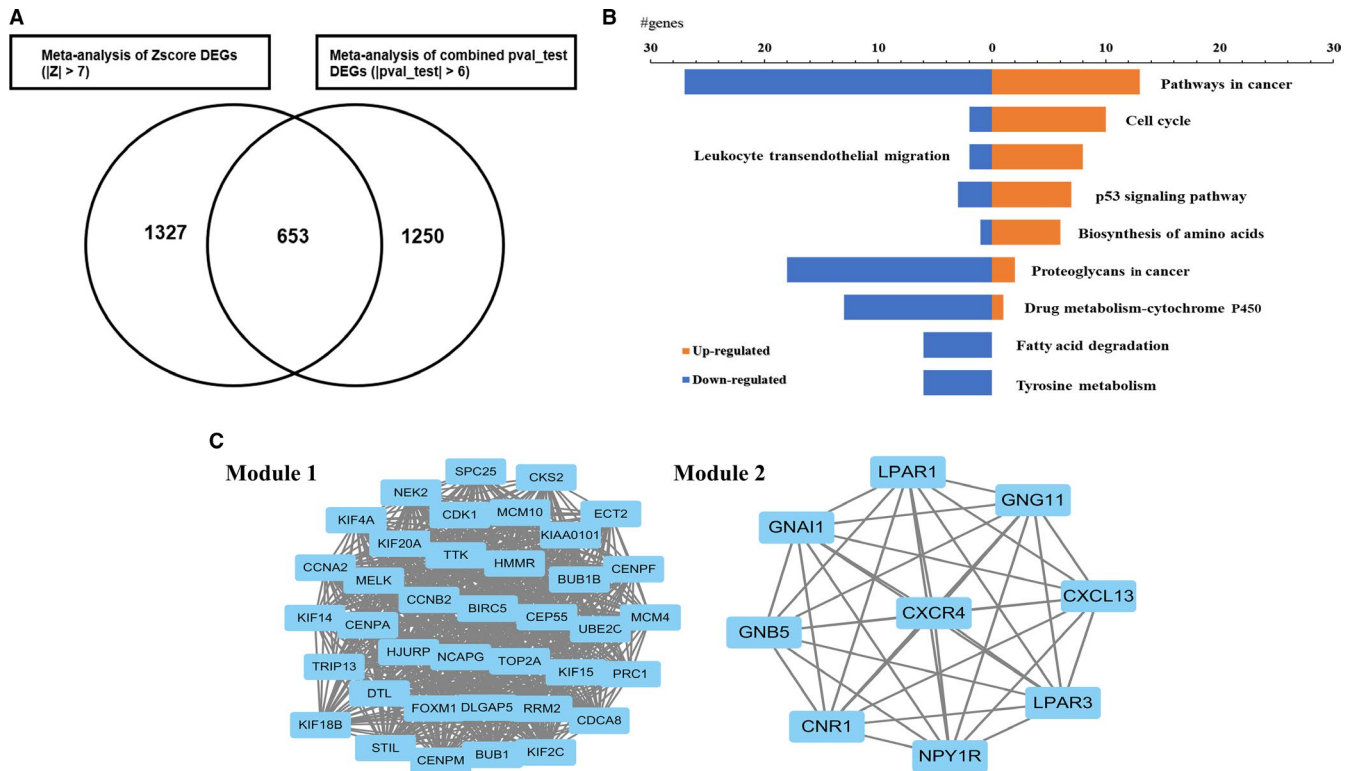 A
Meta-analysis of Zscore DEGs
(|Z| > 7)
Meta-analysis of combined pval_test
DEGs (|pval_test| > 6)
1327
653
1250
B
#genes
30 20 10 0 10 20 30
Pathways in cancer
Cell cycle
Leukocyte transendothelial migration
p53 signaling pathway
Biosynthesis of amino acids
Proteoglycans in cancer
Drug metabolism-cytochrome P450
Fatty acid degradation
Tyrosine metabolism
Up-regulated
Down-regulated
C
Module 1
SPC25
CKS2
NEK2
CDK1
MCM10
ECT2
KIF4A
KIAA0101
KIF20A
TTK
HMMR
CCNA2
MELK
BUB1B
CENPF
CCNB2
BIRC5
CEP55
KIF14
CENPA
UBE2C
MCM4
HJURP
NCAPG
TOP2A
KIF15
PRC1
TRIP13
DTL
FOXM1
DLGAP5
RRM2
CDCA8
KIF18B
STIL
CENPM
BUB1
KIF2C
Module 2
LPAR1
GNG11
GNAI1
CXCL13
CXCR4
GNB5
LPAR3
CNR1
NPY1R